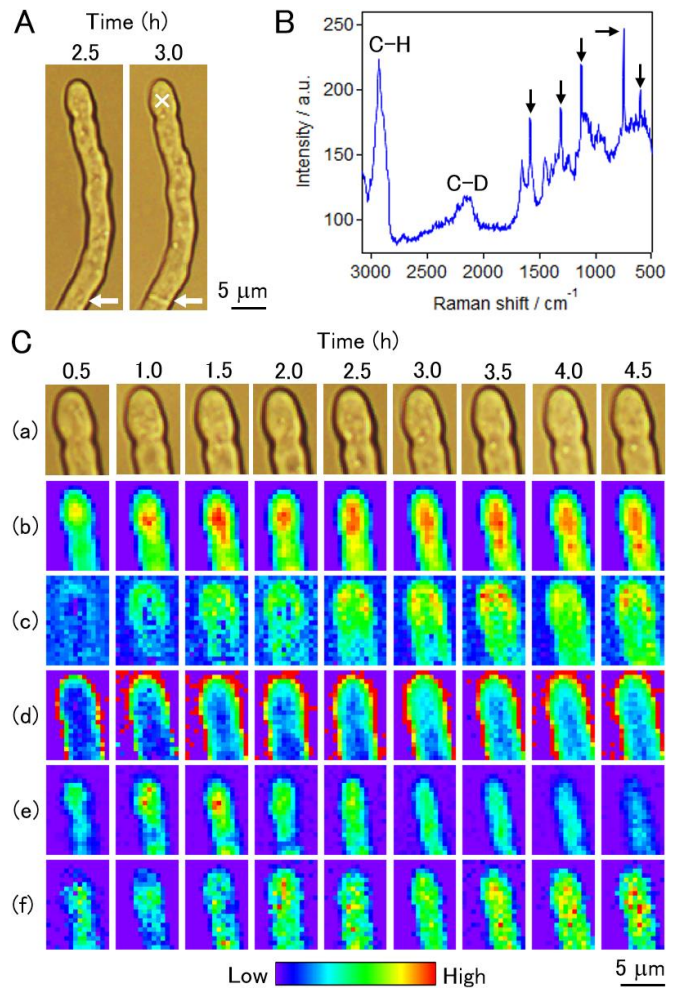 A
Time (h)
2.5 3.0
5 μm
B
250
200
150
100
Intensity / a.u.
C-H
C-D
3000 2500 2000 1500 1000 500
Raman shift / cm-1
C
Time (h)
0.5 1.0 1.5 2.0 2.5 3.0 3.5 4.0 4.5
(a)
(b)
(c)
(d)
(e)
(f)
Low High
5 μm